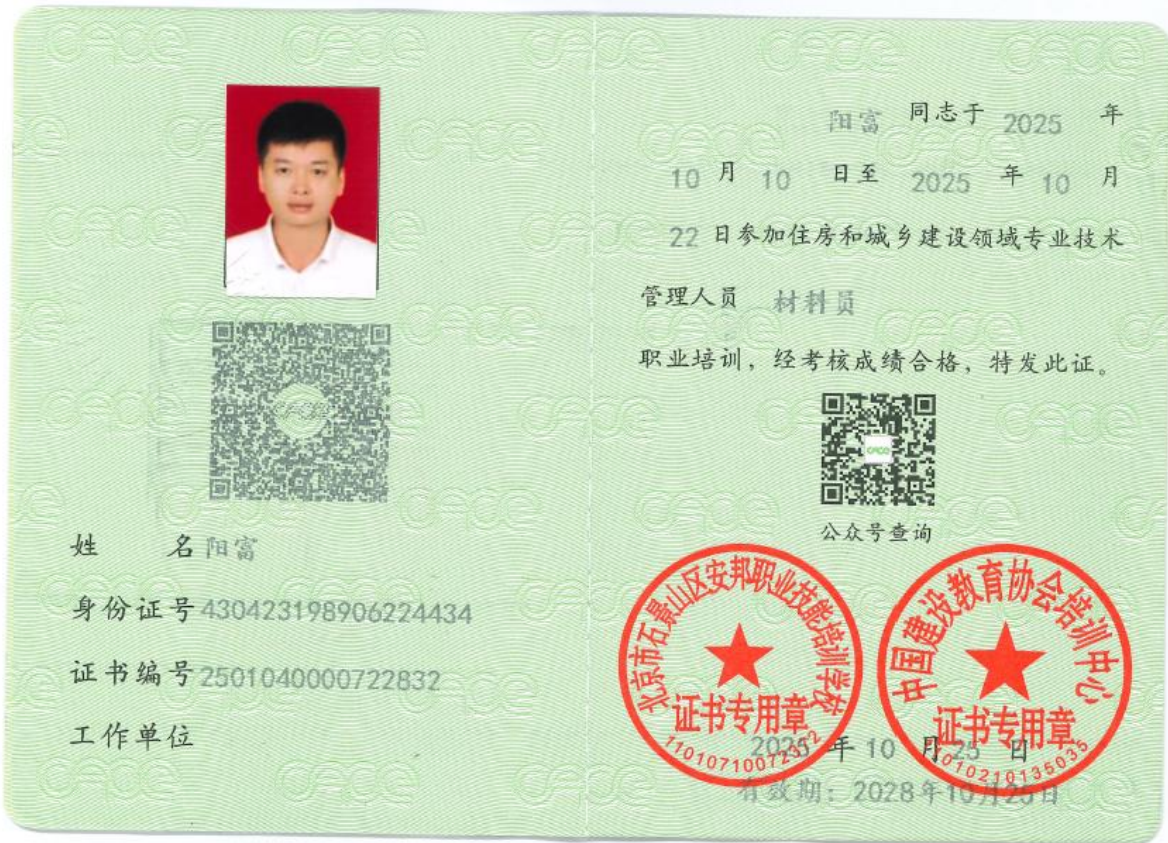 姓 名 阳富
身份证号 430423198906224434
证书编号 2501040000722832
工作单位
阳富 同志于 2025 年
10 月 10 日至 2025 年 10 月
22 日参加住房和城乡建设领域专业技术
管理人员 材料员
职业培训，经考核成绩合格，特发此证。
公众号查询
北京市石景山区安邦职业技能培训学校
证书专用章
中国建设教育协会培训中心
证书专用章
11010210135035
2025 年 10 月 25 日
有效期：2028年10月25日